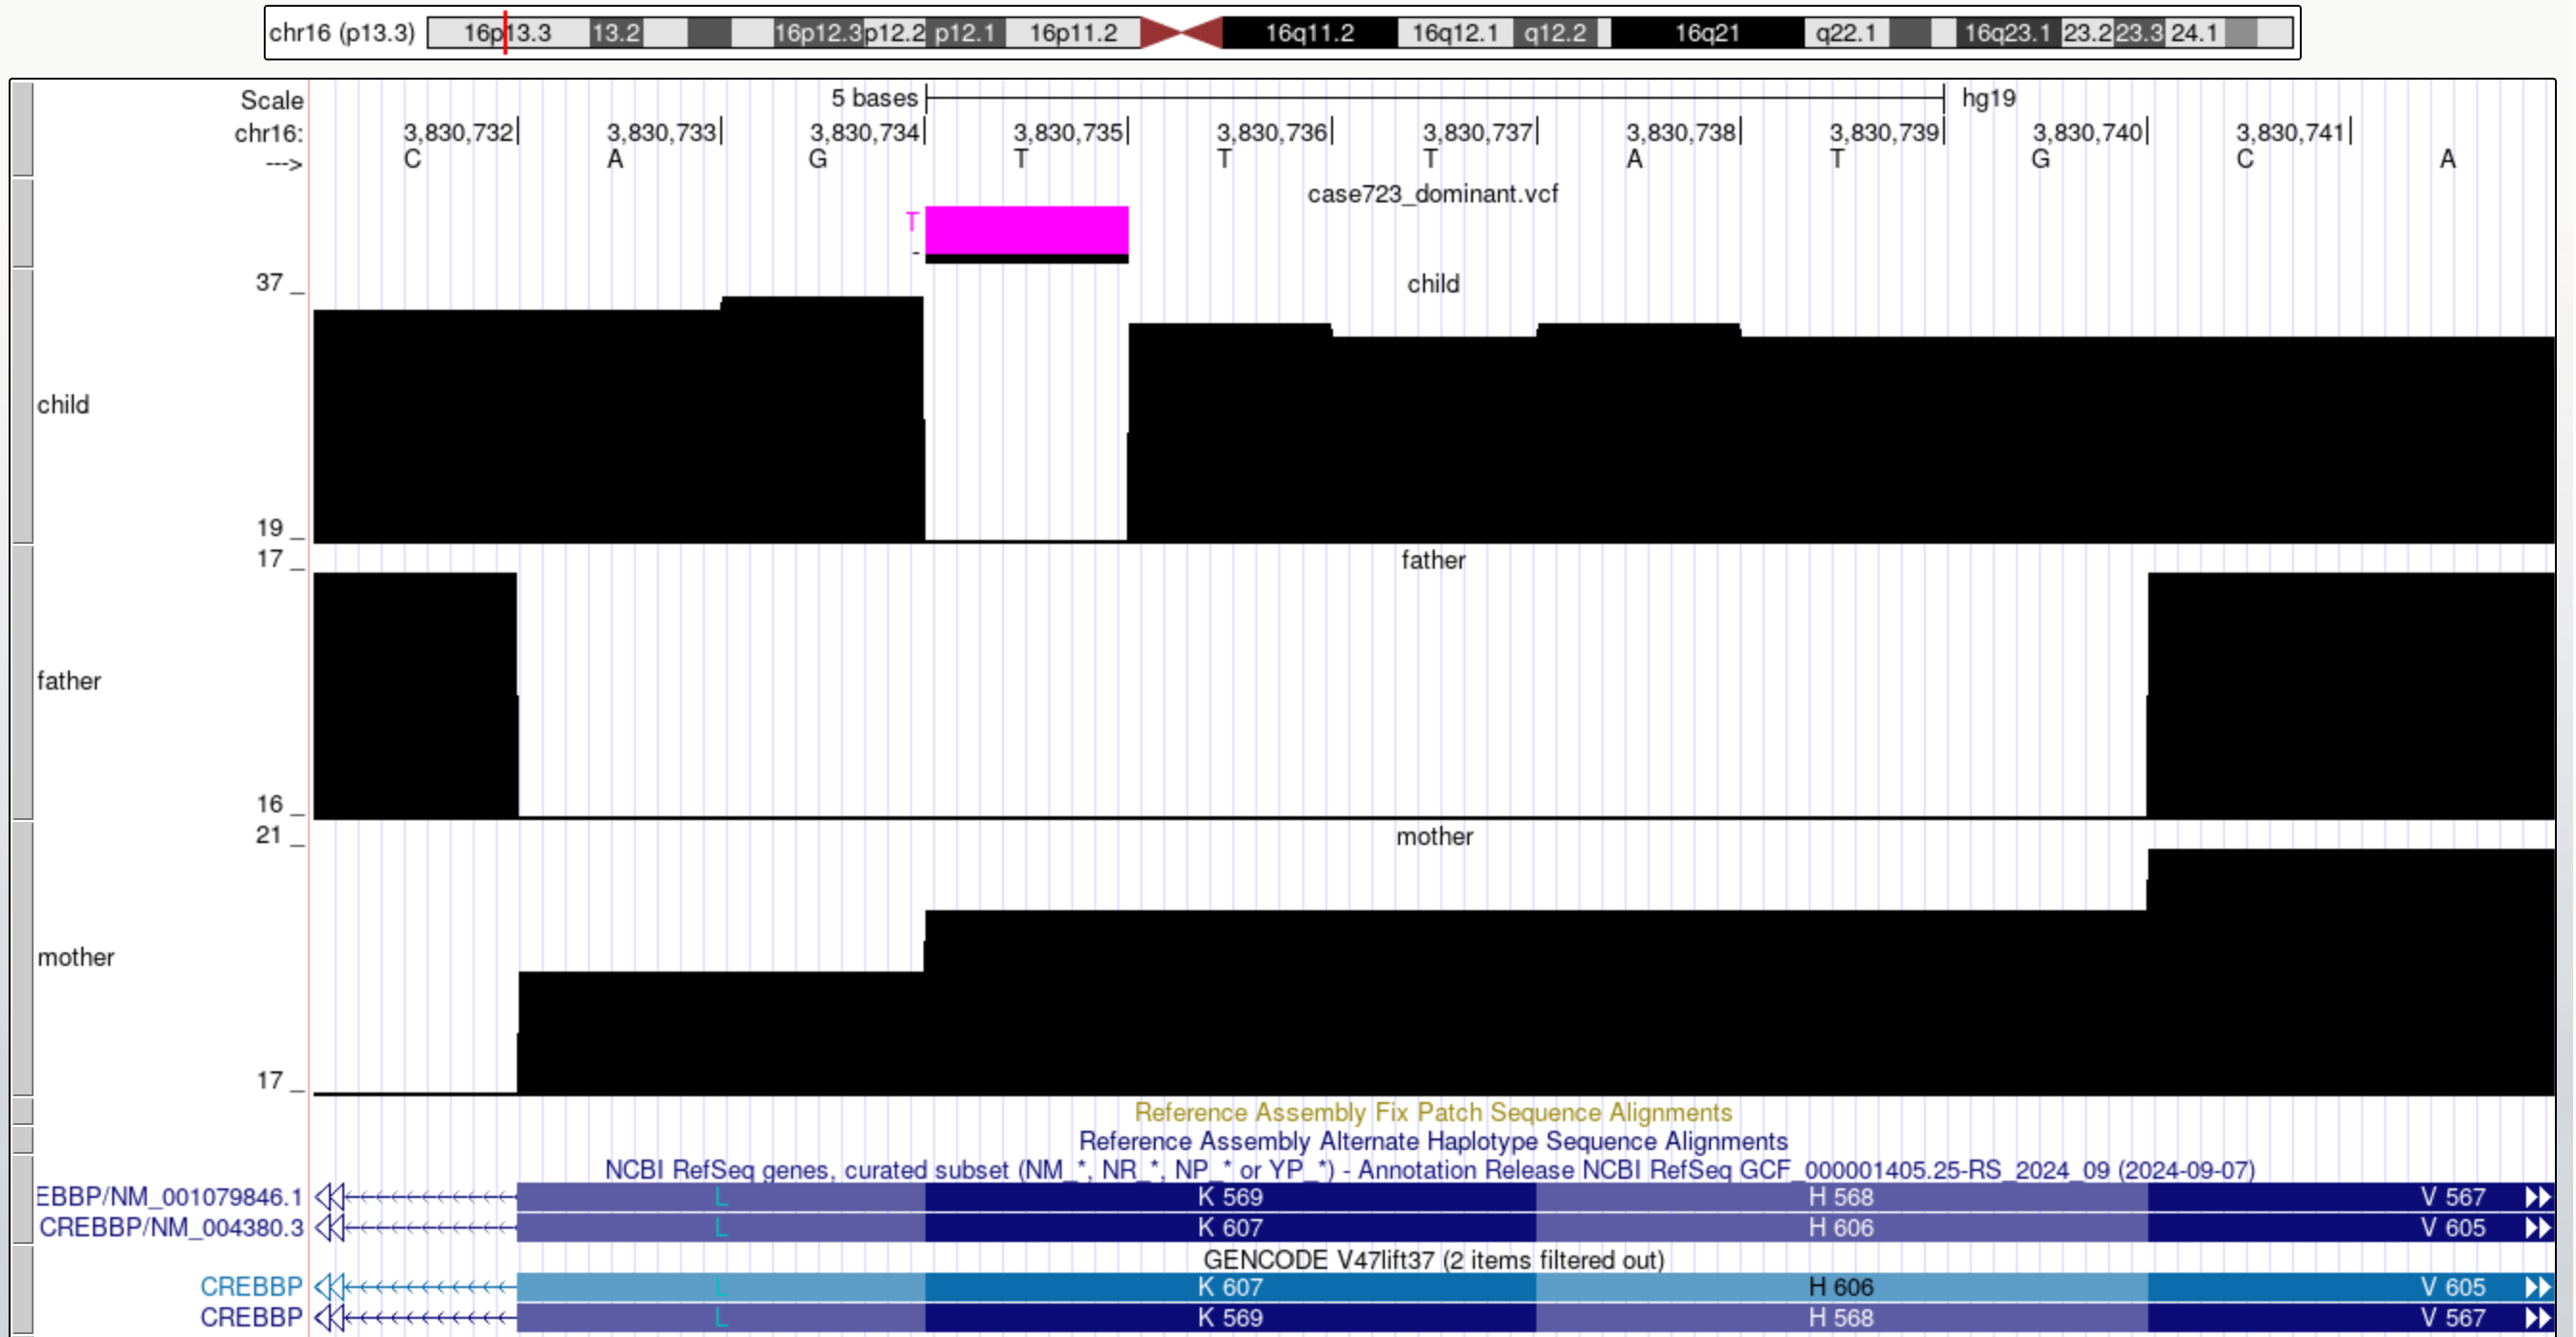 chr16 (p13.3) 16p13.3 13.2 16p12.3 p12.2 p12.1 16p11.2 16q11.2 16q12.1 q12.2 16q21 q22.1 16q23.1 23.2 23.3 24.1
Scale 5 bases hg19
chr16: 3,830,732 3,830,733 3,830,734 3,830,735 3,830,736 3,830,737 3,830,738 3,830,739 3,830,740 3,830,741
---> C A G T T T A T G C A
case723_dominant.vcf
T
-
37 _ child
child
19 _
17 _ father
father
16 _
21 _ mother
mother
17 _
Reference Assembly Fix Patch Sequence Alignments
Reference Assembly Alternate Haplotype Sequence Alignments
NCBI RefSeq genes, curated subset (NM_*, NR_*, NP_* or YP_*) - Annotation Release NCBI RefSeq GCF_000001405.25-RS_2024_09 (2024-09-07)
EBBP/NM_001079846.1 L K 569 H 568 V 567
CREBBP/NM_004380.3 L K 607 H 606 V 605
GENCODE V47lift37 (2 items filtered out)
CREBBP L K 607 H 606 V 605
CREBBP L K 569 H 568 V 567